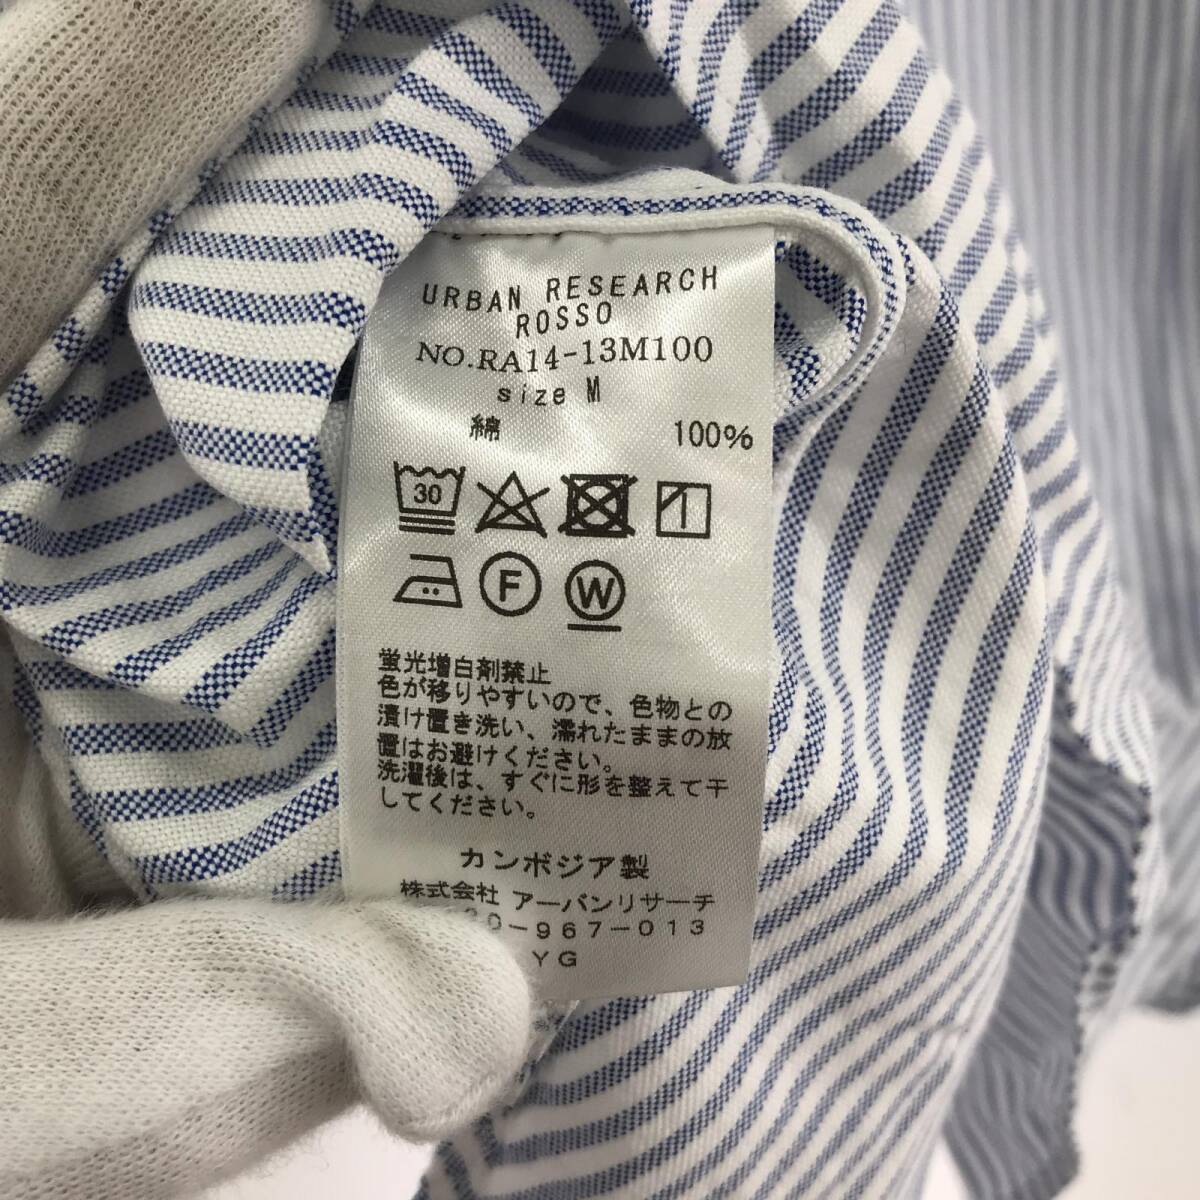 URBAN RESEARCH
ROSSO
NO.RA14-13M100
size M
綿 100%
30
F W
蛍光増白剤禁止
色が移りやすいので、色物との
漬け置き洗い、濡れたままの放
置はお避けください。
洗濯後は、すぐに形を整えて干
してください。
カンボジア製
株式会社 アーバンリサーチ
20-967-013
YG